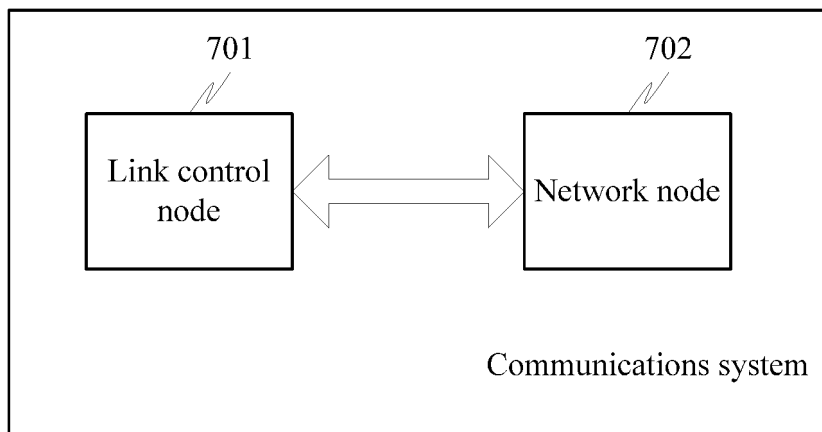 701
702
Link control
node
Network node
Communications system